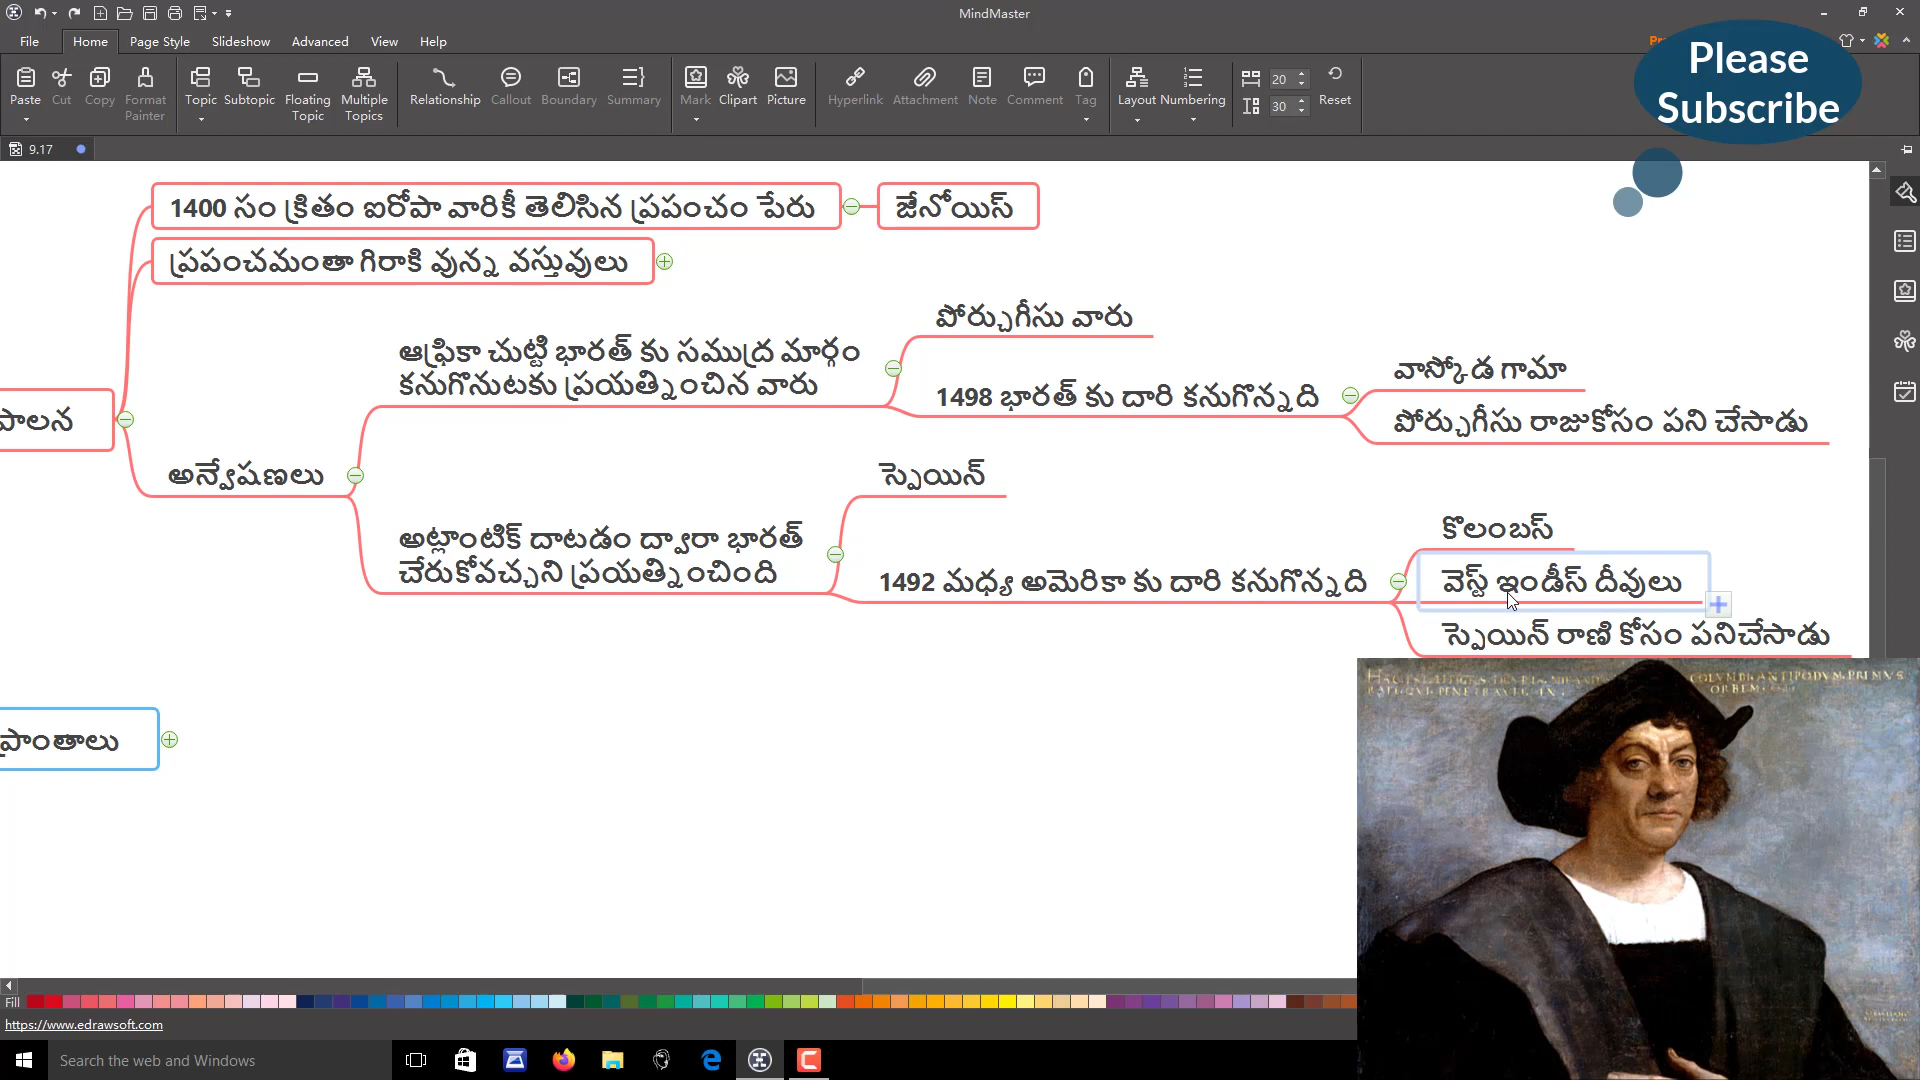 MindMaster
File Home Page Style Slideshow Advanced View Help
Please
Subscribe
Paste Cut Copy Format Painter Topic Subtopic Floating Topic Multiple Topics Relationship Callout Boundary Summary Mark Clipart Picture Hyperlink Attachment Note Comment Tag Layout Numbering 20 30 Reset
9.17
1400 సం క్రితం ఐరోపా వారికీ తెలిసిన ప్రపంచం పేరు
జేనోయిస్
ప్రపంచమంతా గిరాకి వున్న వస్తువులు
పోర్చుగీసు వారు
ఆఫ్రికా చుట్టి భారత్ కు సముద్ర మార్గం
కనుగొనుటకు ప్రయత్నించిన వారు
వాస్కోడ గామా
1498 భారత్ కు దారి కనుగొన్నది
పోర్చుగీసు రాజుకోసం పని చేసాడు
పాలన
అన్వేషణలు
స్పెయిన్
కొలంబస్
అట్లాంటిక్ దాటడం ద్వారా భారత్
చేరుకోవచ్చని ప్రయత్నించింది
1492 మధ్య అమెరికా కు దారి కనుగొన్నది
వెస్ట్ ఇండీస్ దీవులు
స్పెయిన్ రాణి కోసం పనిచేసాడు
ప్రాంతాలు
Fill
https://www.edrawsoft.com
Search the web and Windows